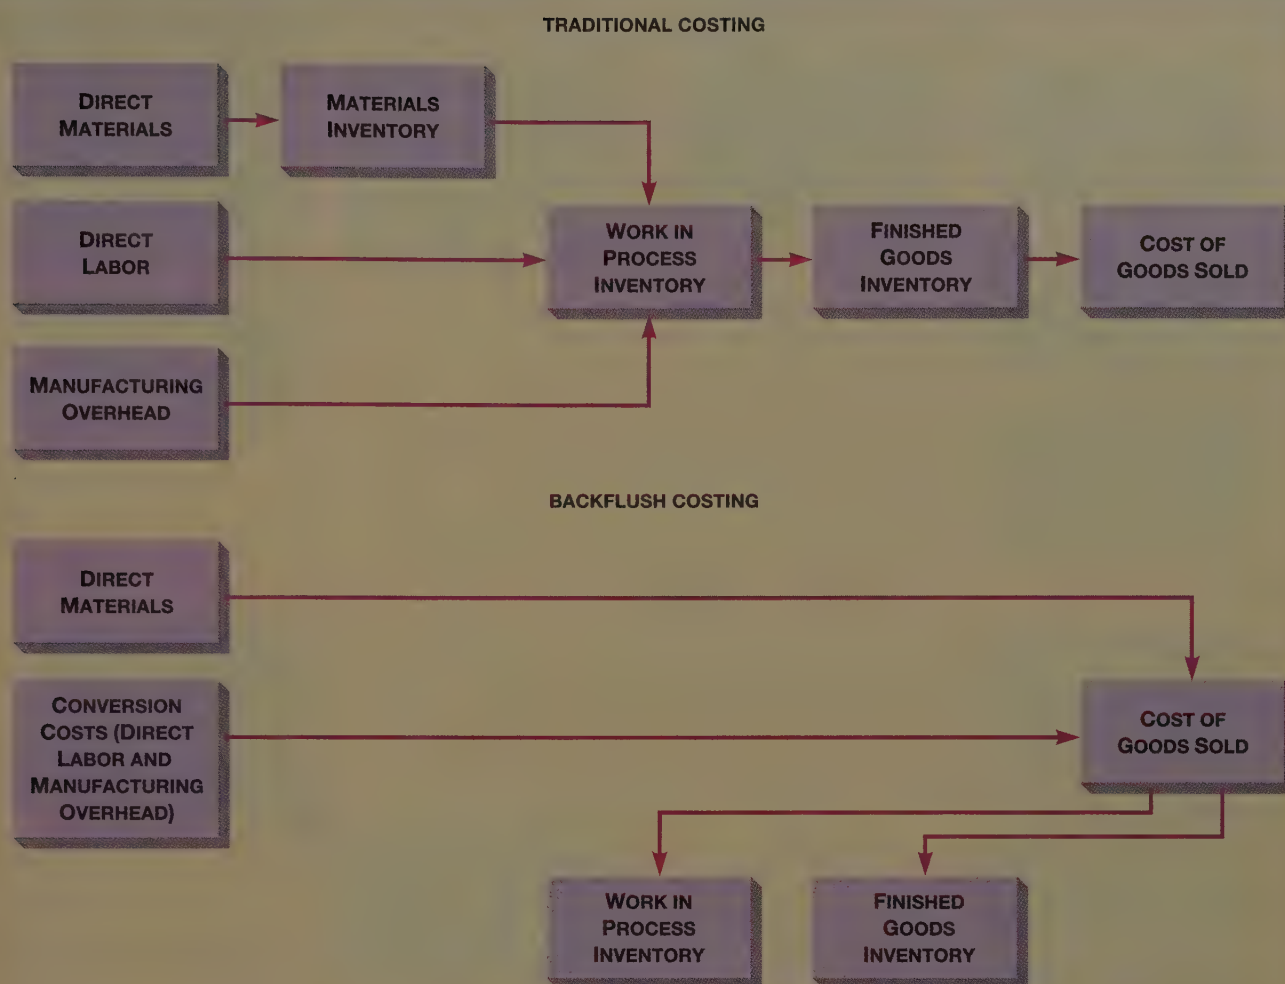 TRADITIONAL COSTING
DIRECT
MATERIALS
MATERIALS
INVENTORY
DIRECT
LABOR
WORK IN
PROCESS
INVENTORY
FINISHED
GOODS
INVENTORY
COST OF
GOODS SOLD
MANUFACTURING
OVERHEAD
BACKFLUSH COSTING
DIRECT
MATERIALS
CONVERSION
COSTS (DIRECT
LABOR AND
MANUFACTURING
OVERHEAD)
COST OF
GOODS SOLD
WORK IN
PROCESS
INVENTORY
FINISHED
GOODS
INVENTORY